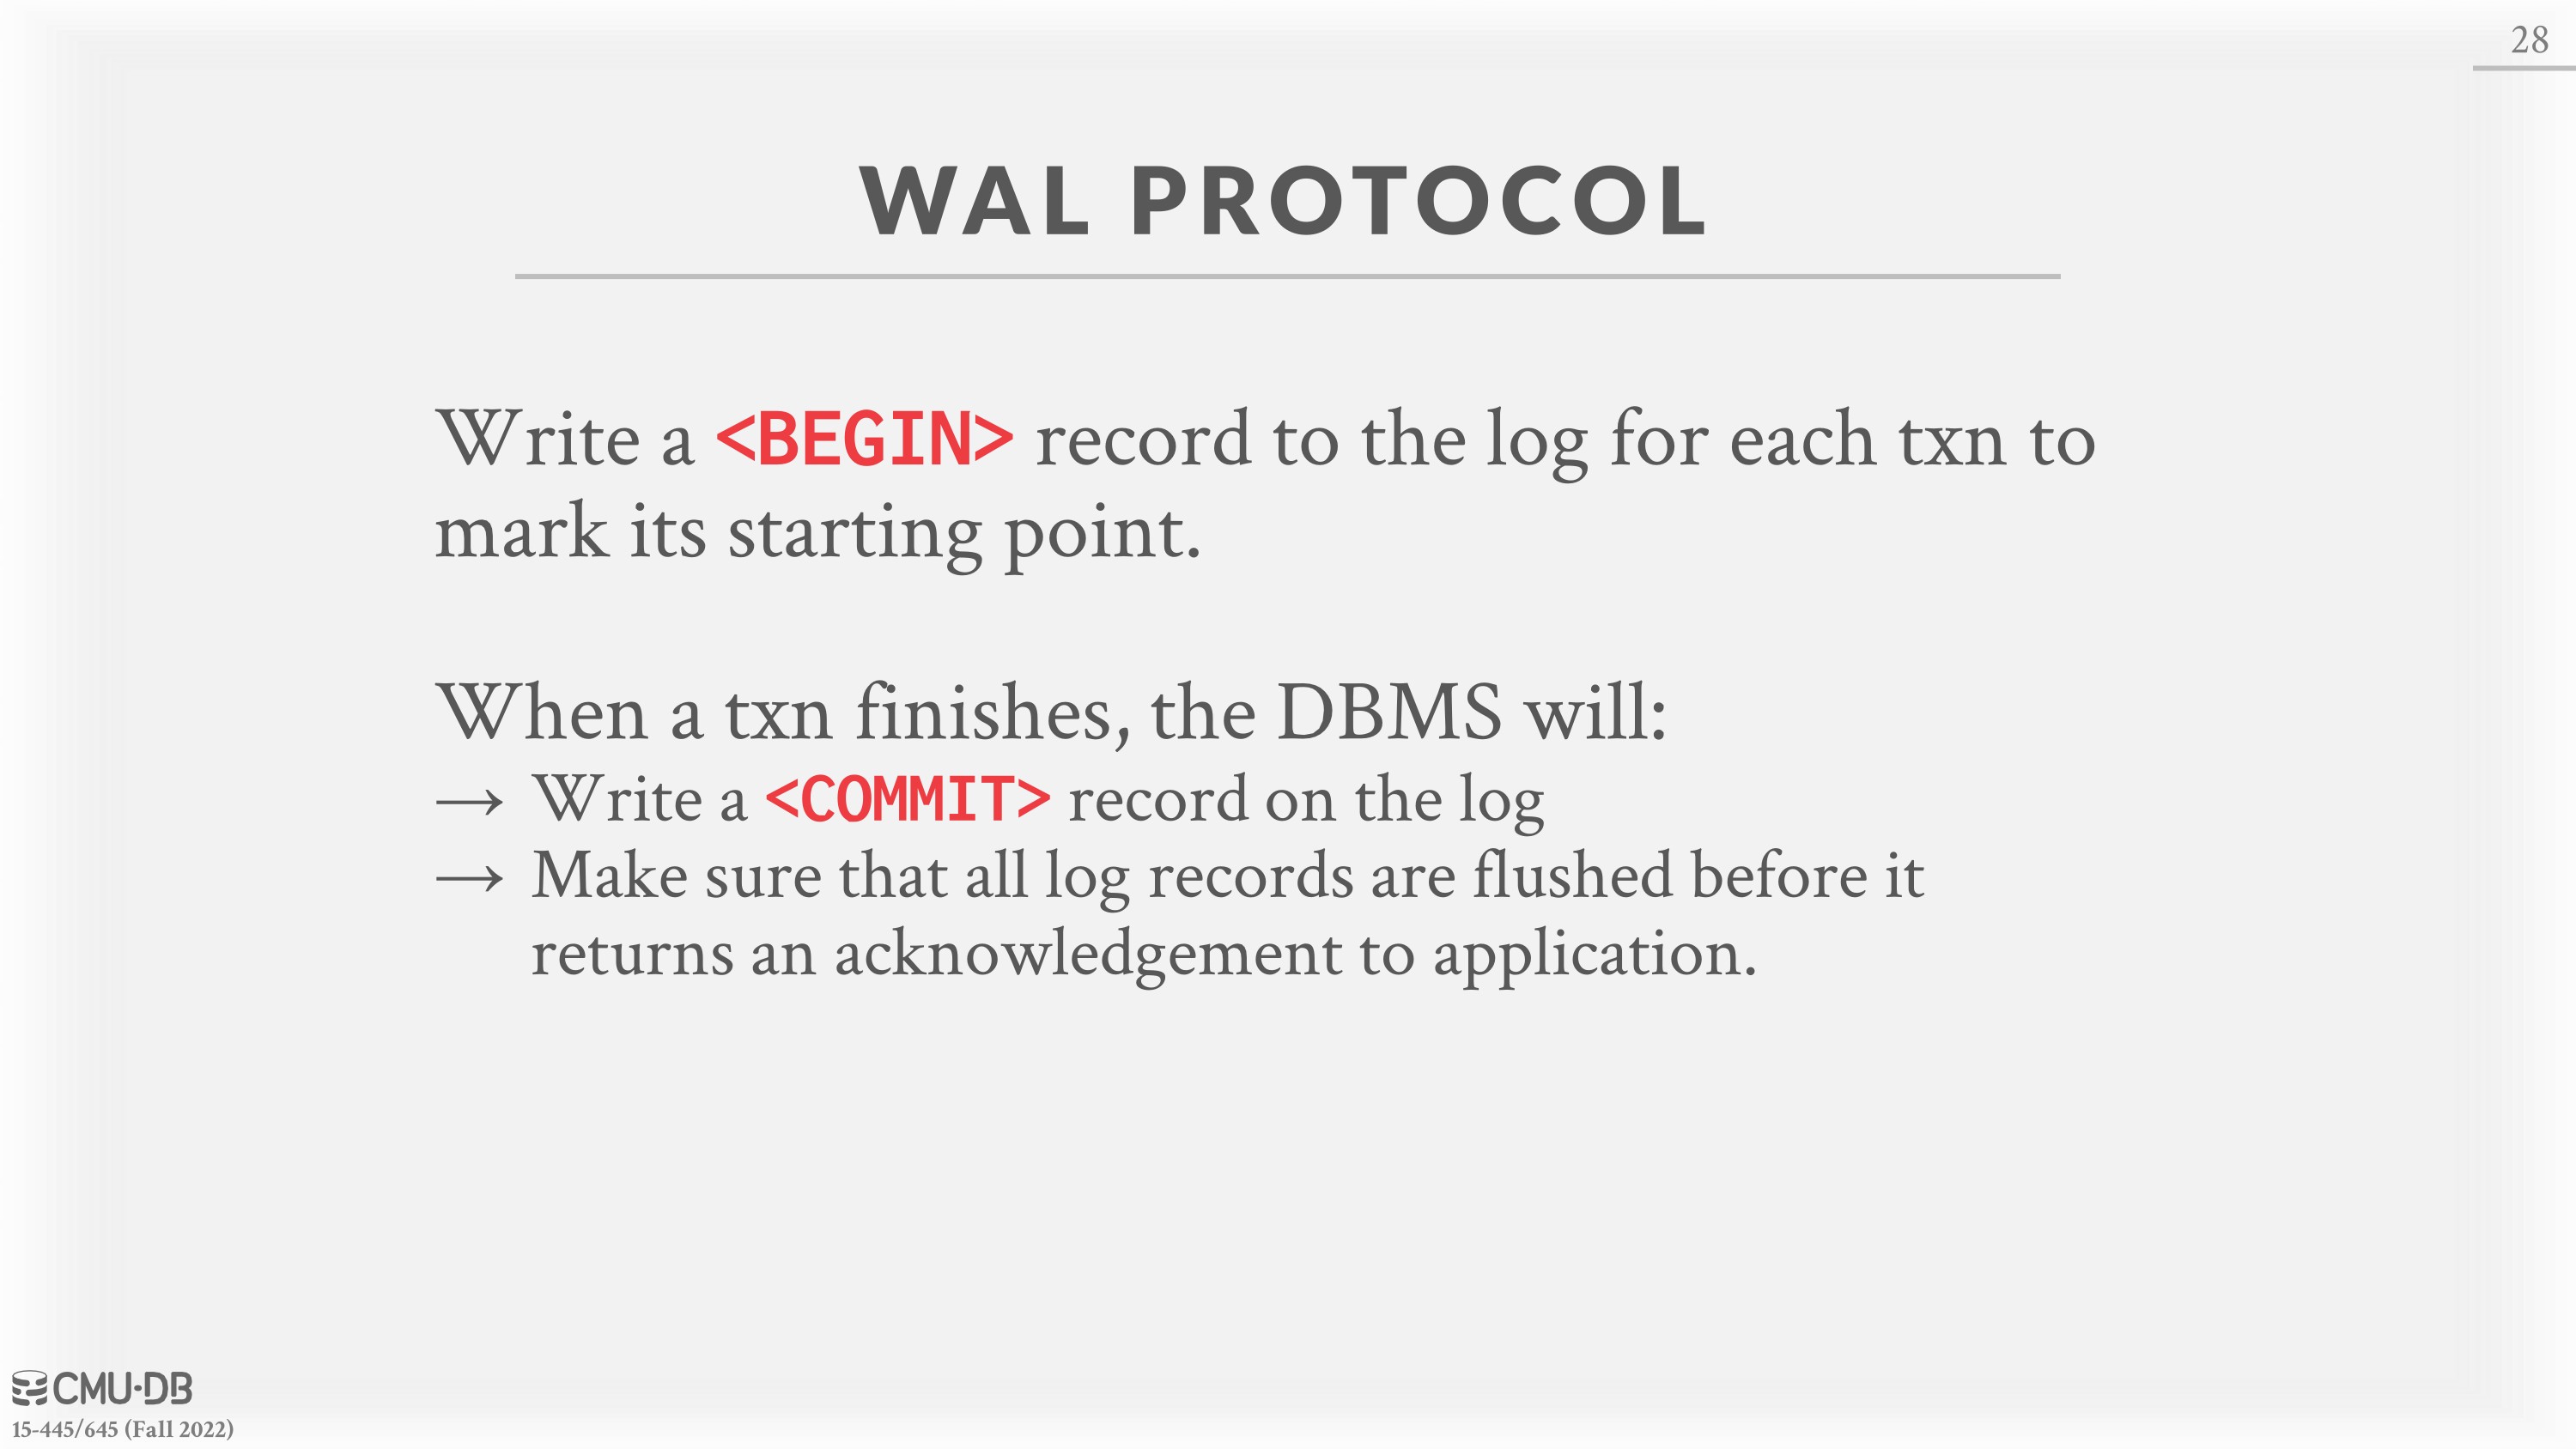 28
WAL PROTOCOL
Write a <BEGIN> record to the log for each txn to
mark its starting point.
When a txn finishes, the DBMS will:
→ Write a <COMMIT> record on the log
→ Make sure that all log records are flushed before it
returns an acknowledgement to application.
CMU·DB
15-445/645 (Fall 2022)